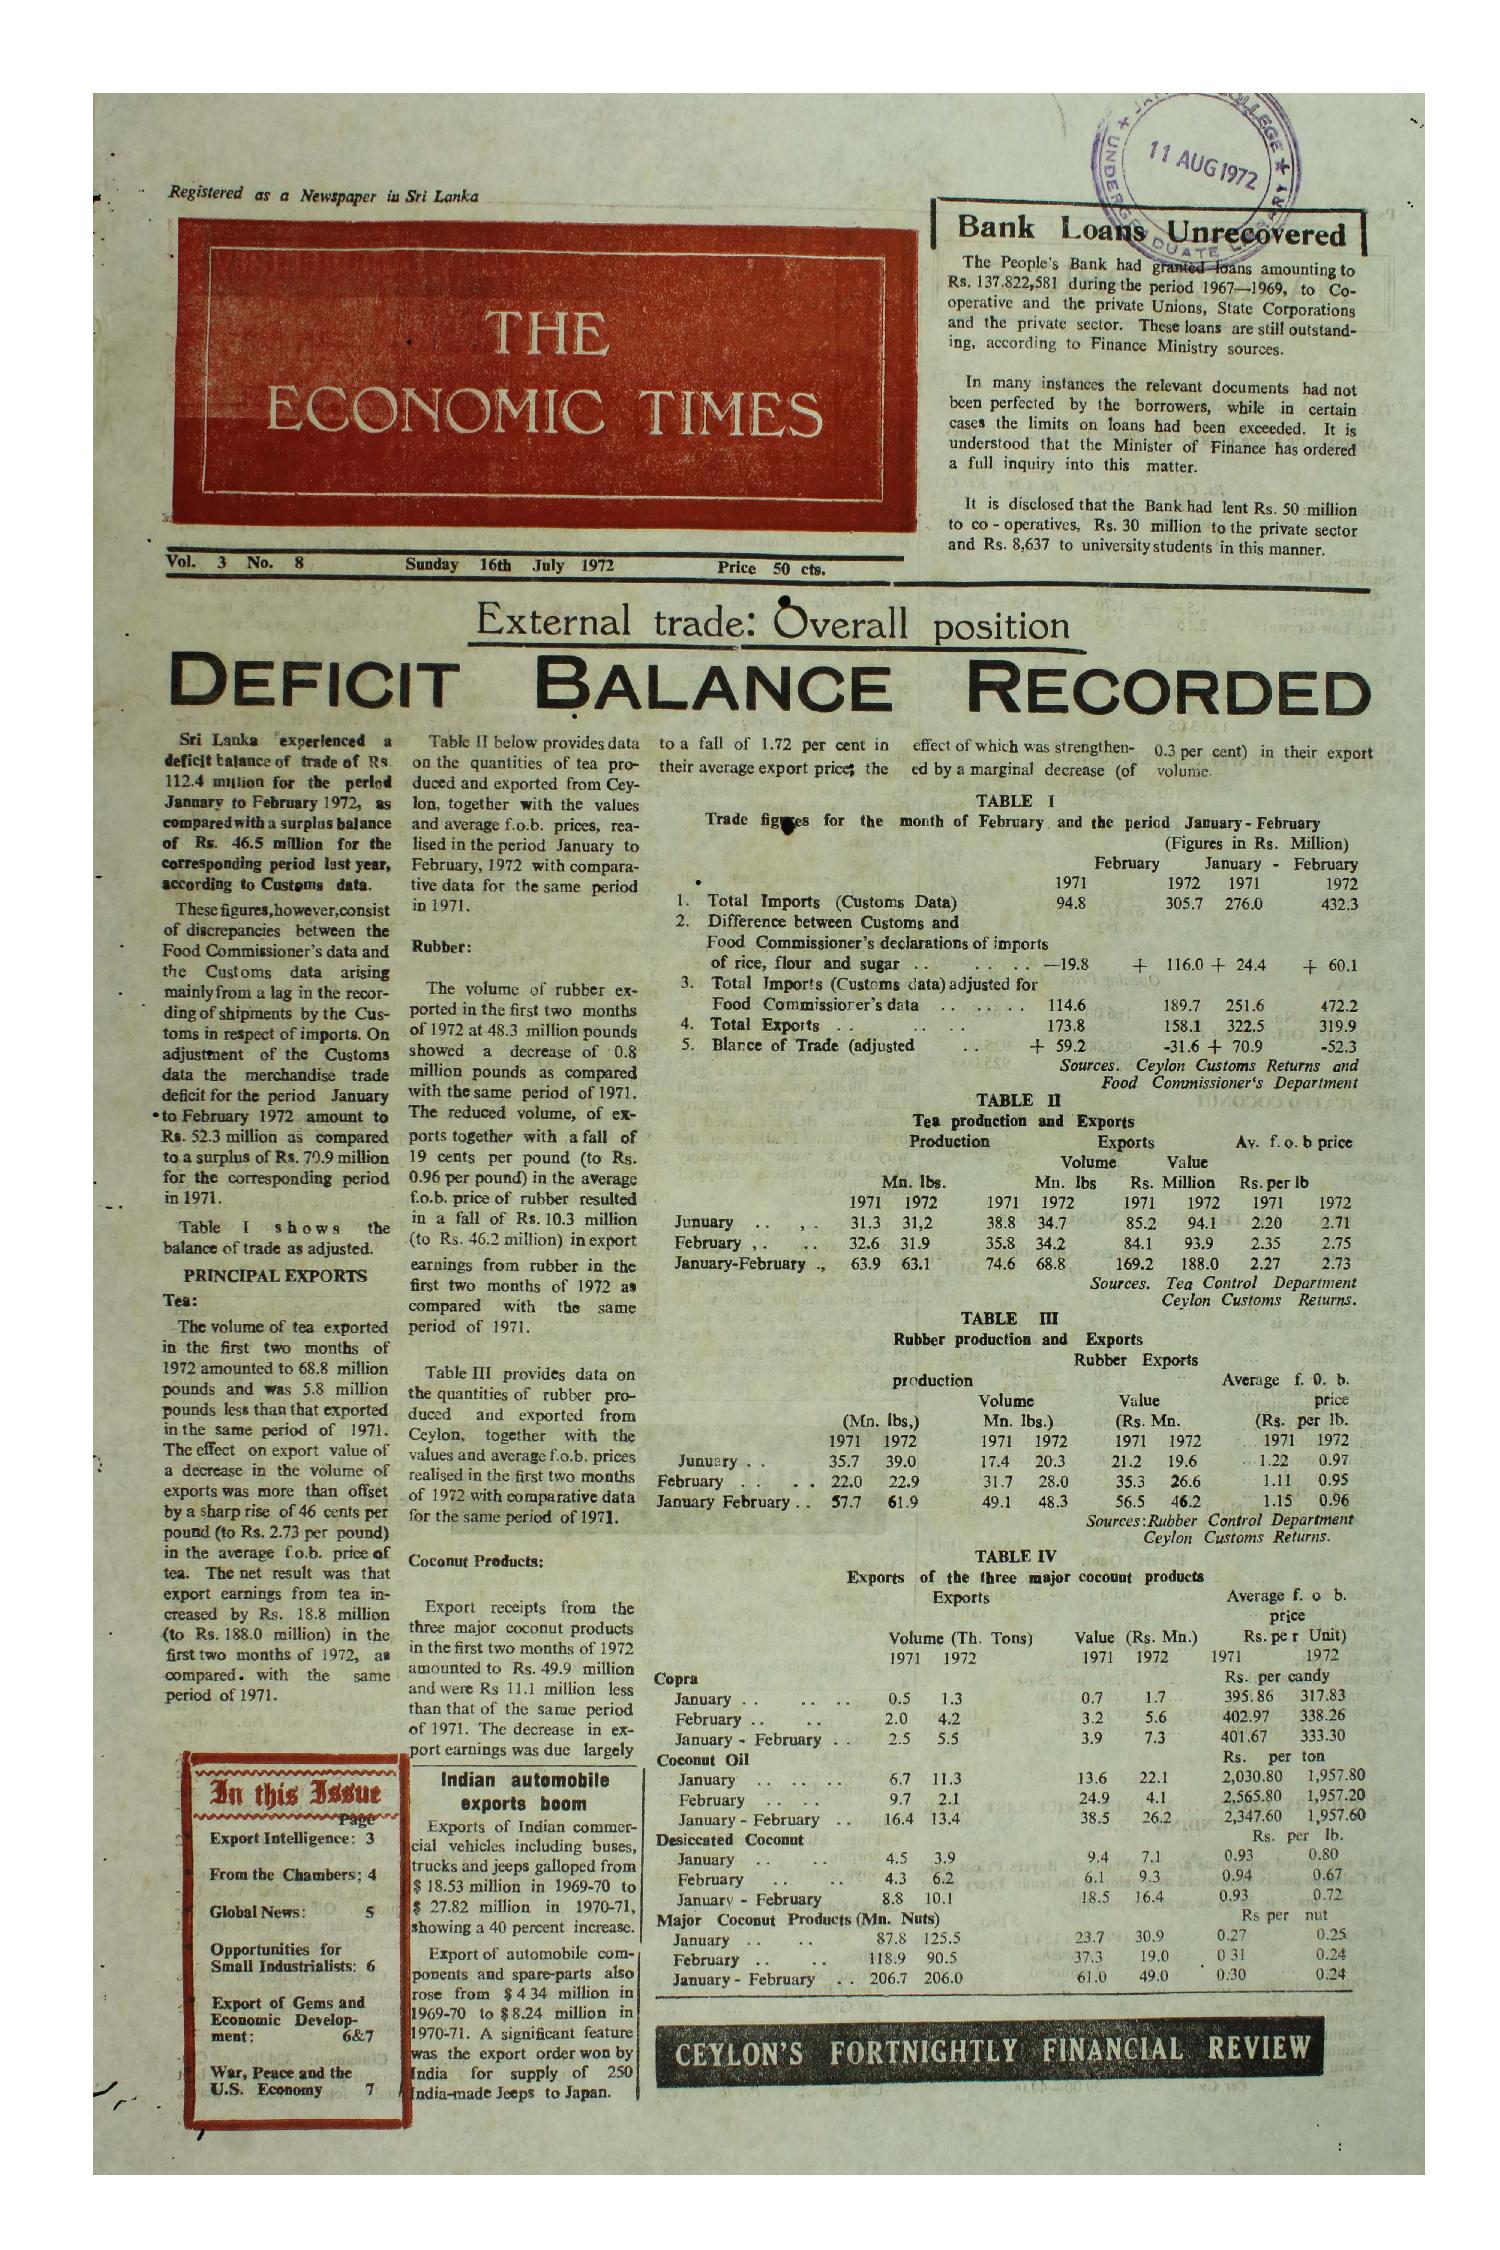 11 AUG 1972
Registered as a Newspaper in Sri Lanka
THE
ECONOMIC TIMES
Vol. 3 No. 8 Sunday 16th July 1972 Price 50 cts.
Bank Loans Unrecovered
The People's Bank had granted loans amounting to
Rs. 137.822,581 during the period 1967—1969, to Co-
operative and the private Unions, State Corporations
and the private sector. These loans are still outstand-
ing, according to Finance Ministry sources.
In many instances the relevant documents had not
been perfected by the borrowers, while in certain
cases the limits on loans had been exceeded. It is
understood that the Minister of Finance has ordered
a full inquiry into this matter.
It is disclosed that the Bank had lent Rs. 50 million
to co - operatives, Rs. 30 million to the private sector
and Rs. 8,637 to university students in this manner.
External trade: Overall position
DEFICIT BALANCE RECORDED
Sri Lanka experienced a
deficit balance of trade of Rs
112.4 million for the period
January to February 1972, as
compared with a surplus balance
of Rs. 46.5 million for the
corresponding period last year,
according to Customs data.
These figures, however, consist
of discrepancies between the
Food Commissioner's data and
the Customs data arising
mainly from a lag in the recor-
ding of shipments by the Cus-
toms in respect of imports. On
adjustment of the Customs
data the merchandise trade
deficit for the period January
to February 1972 amount to
Rs. 52.3 million as compared
to a surplus of Rs. 70.9 million
for the corresponding period
in 1971.
Table I shows the
balance of trade as adjusted.
PRINCIPAL EXPORTS
Tea:
The volume of tea exported
in the first two months of
1972 amounted to 68.8 million
pounds and was 5.8 million
pounds less than that exported
in the same period of 1971.
The effect on export value of
a decrease in the volume of
exports was more than offset
by a sharp rise of 46 cents per
pound (to Rs. 2.73 per pound)
in the average f.o.b. price of
tea. The net result was that
export earnings from tea in-
creased by Rs. 18.8 million
(to Rs. 188.0 million) in the
first two months of 1972, as
compared. with the same
period of 1971.
Table II below provides data
on the quantities of tea pro-
duced and exported from Cey-
lon, together with the values
and average f.o.b. prices, rea-
lised in the period January to
February, 1972 with compara-
tive data for the same period
in 1971.
Rubber:
The volume of rubber ex-
ported in the first two months
of 1972 at 48.3 million pounds
showed a decrease of 0.8
million pounds as compared
with the same period of 1971.
The reduced volume, of ex-
ports together with a fall of
19 cents per pound (to Rs.
0.96 per pound) in the average
f.o.b. price of rubber resulted
in a fall of Rs. 10.3 million
(to Rs. 46.2 million) in export
earnings from rubber in the
first two months of 1972 as
compared with the same
period of 1971.
Table III provides data on
the quantities of rubber pro-
duced and exported from
Ceylon, together with the
values and average f.o.b. prices
realised in the first two months
of 1972 with comparative data
for the same period of 1971.
Coconut Products:
Export receipts from the
three major coconut products
in the first two months of 1972
amounted to Rs. 49.9 million
and were Rs 11.1 million less
than that of the same period
of 1971. The decrease in ex-
port earnings was due largely
to a fall of 1.72 per cent in
their average export price; the
effect of which was strengthen-
ed by a marginal decrease (of
0.3 per cent) in their export
volume.
TABLE I
Trade figures for the month of February and the period January - February
(Figures in Rs. Million)
February January - February
1971 1972 1971 1972
1. Total Imports (Customs Data) 94.8 305.7 276.0 432.3
2. Difference between Customs and
Food Commissioner's declarations of imports
of rice, flour and sugar .. .. .. —19.8 + 116.0 + 24.4 + 60.1
3. Total Imports (Customs data) adjusted for
Food Commissiorer's data .. .. .. 114.6 189.7 251.6 472.2
4. Total Exports .. .. .. 173.8 158.1 322.5 319.9
5. Blance of Trade (adjusted .. + 59.2 -31.6 + 70.9 -52.3
Sources. Ceylon Customs Returns and
Food Commissioner's Department
TABLE II
Tea production and Exports
Production Exports Av. f. o. b price
Volume Value
Mn. lbs. Mn. lbs Rs. Million Rs. per lb
1971 1972 1971 1972 1971 1972 1971 1972
Junuary .. ,. 31.3 31,2 38.8 34.7 85.2 94.1 2.20 2.71
February ,. .. 32.6 31.9 35.8 34.2 84.1 93.9 2.35 2.75
January-February ., 63.9 63.1 74.6 68.8 169.2 188.0 2.27 2.73
Sources. Tea Control Department
Ceylon Customs Returns.
TABLE III
Rubber production and Exports
Rubber Exports
production Average f. 0. b.
Volume Value price
(Mn. lbs,) Mn. lbs.) (Rs. Mn. (Rs. per lb.
1971 1972 1971 1972 1971 1972 1971 1972
Junuary .. 35.7 39.0 17.4 20.3 21.2 19.6 1.22 0.97
February .. .. 22.0 22.9 31.7 28.0 35.3 26.6 1.11 0.95
January February .. 57.7 61.9 49.1 48.3 56.5 46.2 1.15 0.96
Sources: Rubber Control Department
Ceylon Customs Returns.
TABLE IV
Exports of the three major coconut products
Exports Average f. o b.
price
Volume (Th. Tons) Value (Rs. Mn.) Rs. per Unit)
1971 1972 1971 1972 1971 1972
Copra Rs. per candy
January .. .. .. 0.5 1.3 0.7 1.7 395.86 317.83
February .. .. 2.0 4.2 3.2 5.6 402.97 338.26
January - February .. 2.5 5.5 3.9 7.3 401.67 333.30
Coconut Oil Rs. per ton
January .. .. .. 6.7 11.3 13.6 22.1 2,030.80 1,957.80
February .. .. 9.7 2.1 24.9 4.1 2,565.80 1,957.20
January - February .. 16.4 13.4 38.5 26.2 2,347.60 1,957.60
Desiccated Coconut Rs. per lb.
January .. .. 4.5 3.9 9.4 7.1 0.93 0.80
February .. .. 4.3 6.2 6.1 9.3 0.94 0.67
January - February 8.8 10.1 18.5 16.4 0.93 0.72
Major Coconut Products (Mn. Nuts) Rs per nut
January .. .. 87.8 125.5 23.7 30.9 0.27 0.25
February .. .. 118.9 90.5 37.3 19.0 0 31 0.24
January - February .. 206.7 206.0 61.0 49.0 0:30 0.24
In this Issue
Page
Export Intelligence: 3
From the Chambers; 4
Global News: 5
Opportunities for
Small Industrialists: 6
Export of Gems and
Economic Develop-
ment: 6&7
War, Peace and the
U.S. Economy 7
Indian automobile
exports boom
Exports of Indian commer-
cial vehicles including buses,
trucks and jeeps galloped from
$ 18.53 million in 1969-70 to
$ 27.82 million in 1970-71,
showing a 40 percent increase.
Export of automobile com-
ponents and spare-parts also
rose from $ 4 34 million in
1969-70 to $ 8.24 million in
1970-71. A significant feature
was the export order won by
India for supply of 250
India-made Jeeps to Japan.
CEYLON'S FORTNIGHTLY FINANCIAL REVIEW